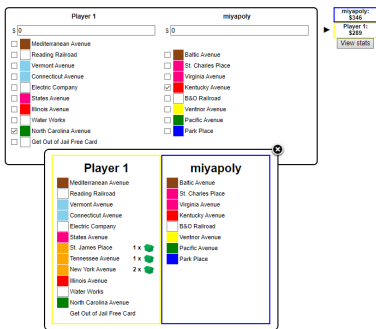 Player 1 miyapoly
$ 0 $ 0
Mediterranean Avenue
Reading Railroad Baltic Avenue
Vermont Avenue St. Charles Place
Connecticut Avenue Virginia Avenue
Electric Company Kentucky Avenue
States Avenue B&O Railroad
Illinois Avenue Ventnor Avenue
Water Works Pacific Avenue
North Carolina Avenue Park Place
Get Out of Jail Free Card
miyapoly:
$346
Player 1:
$289
View stats
Player 1 miyapoly
Mediterranean Avenue Baltic Avenue
Reading Railroad St. Charles Place
Vermont Avenue Virginia Avenue
Connecticut Avenue Kentucky Avenue
Electric Company B&O Railroad
States Avenue Ventnor Avenue
St. James Place 1 x Pacific Avenue
Tennessee Avenue 1 x Park Place
New York Avenue 2 x
Illinois Avenue
Water Works
North Carolina Avenue
Get Out of Jail Free Card